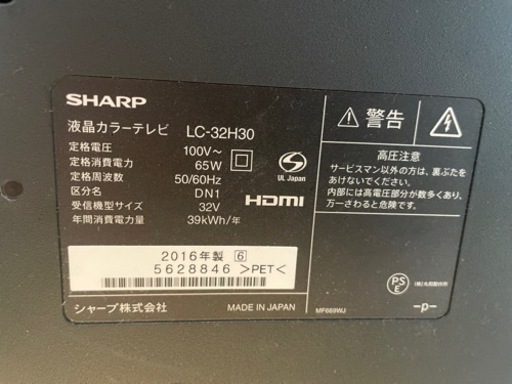 SHARP
液晶カラーテレビ LC-32H30
定格電圧 100V～
定格消費電力 65W
定格周波数 50/60Hz
区分名 DN1
受信機型サイズ 32V
年間消費電力量 39kWh/年
UL Japan
HDMI
2016年製 6
5628846 >PET<
シャープ株式会社 MADE IN JAPAN
警告
高圧注意
サービスマン以外の方は、裏ぶたを
あけないでください。
内部には高電圧部分が数多くあり、
万一さわると危険です。
PS
E
MF669WJ
-p-